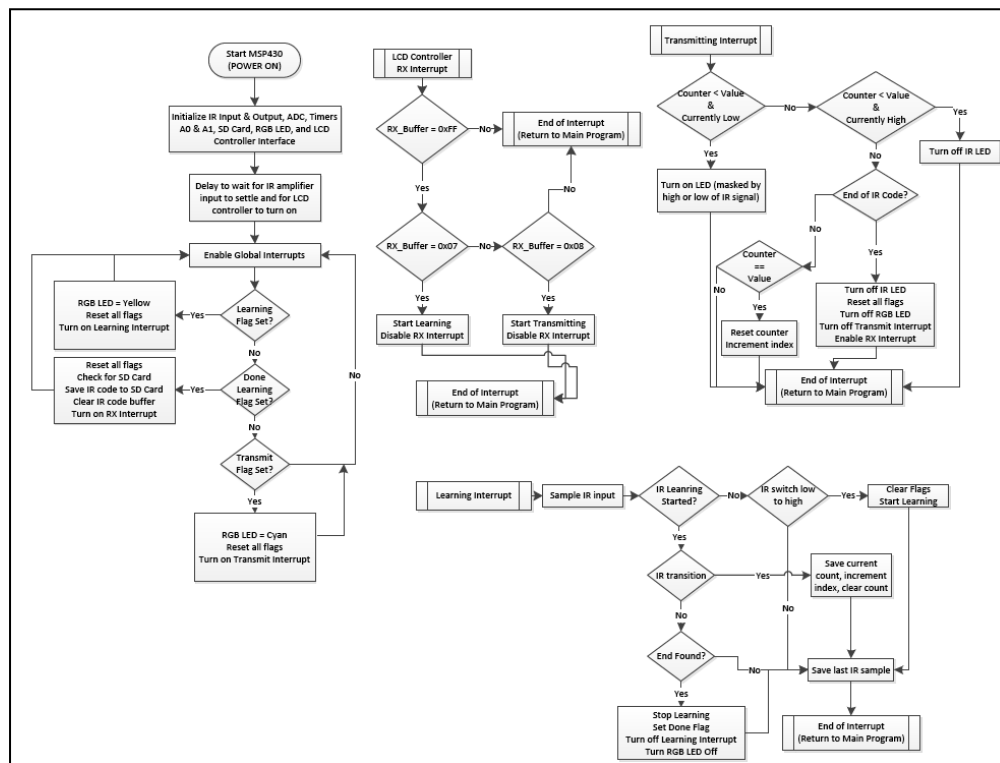 Start MSP430
(POWER ON)
Initialize IR Input & Output, ADC, Timers
A0 & A1, SD Card, RGB LED, and LCD
Controller Interface
Delay to wait for IR amplifier
input to settle and for LCD
controller to turn on
Enable Global Interrupts
RGB LED = Yellow
Reset all flags
Turn on Learning Interrupt
Yes
Learning
Flag Set?
No
Reset all flags
Check for SD Card
Save IR code to SD Card
Clear IR code buffer
Turn on RX Interrupt
Yes
Done
Learning
Flag Set?
No
No
Transmit
Flag Set?
Yes
RGB LED = Cyan
Reset all flags
Turn on Transmit Interrupt
LCD Controller
RX Interrupt
RX_Buffer = 0xFF
No
End of Interrupt
(Return to Main Program)
Yes
No
RX_Buffer = 0x07
No
RX_Buffer = 0x08
Yes
Yes
Start Learning
Disable RX Interrupt
Start Transmitting
Disable RX Interrupt
End of Interrupt
(Return to Main Program)
Transmitting Interrupt
Counter < Value
&
Currently Low
No
Counter < Value
&
Currently High
Yes
Turn off IR LED
Yes
No
Turn on LED (masked by
high or low of IR signal)
End of IR Code?
No
Yes
Counter
==
Value
No
Yes
Reset counter
Increment index
Turn off IR LED
Reset all flags
Turn off RGB LED
Turn off Transmit Interrupt
Enable RX Interrupt
No
End of Interrupt
(Return to Main Program)
Learning Interrupt
Sample IR input
IR Leanring
Started?
No
IR switch low
to high
Yes
Clear Flags
Start Learning
Yes
IR transition
Yes
Save current
count, increment
index, clear count
No
No
End Found?
No
Save last IR sample
Yes
Stop Learning
Set Done Flag
Turn off Learning Interrupt
Turn RGB LED Off
End of Interrupt
(Return to Main Program)